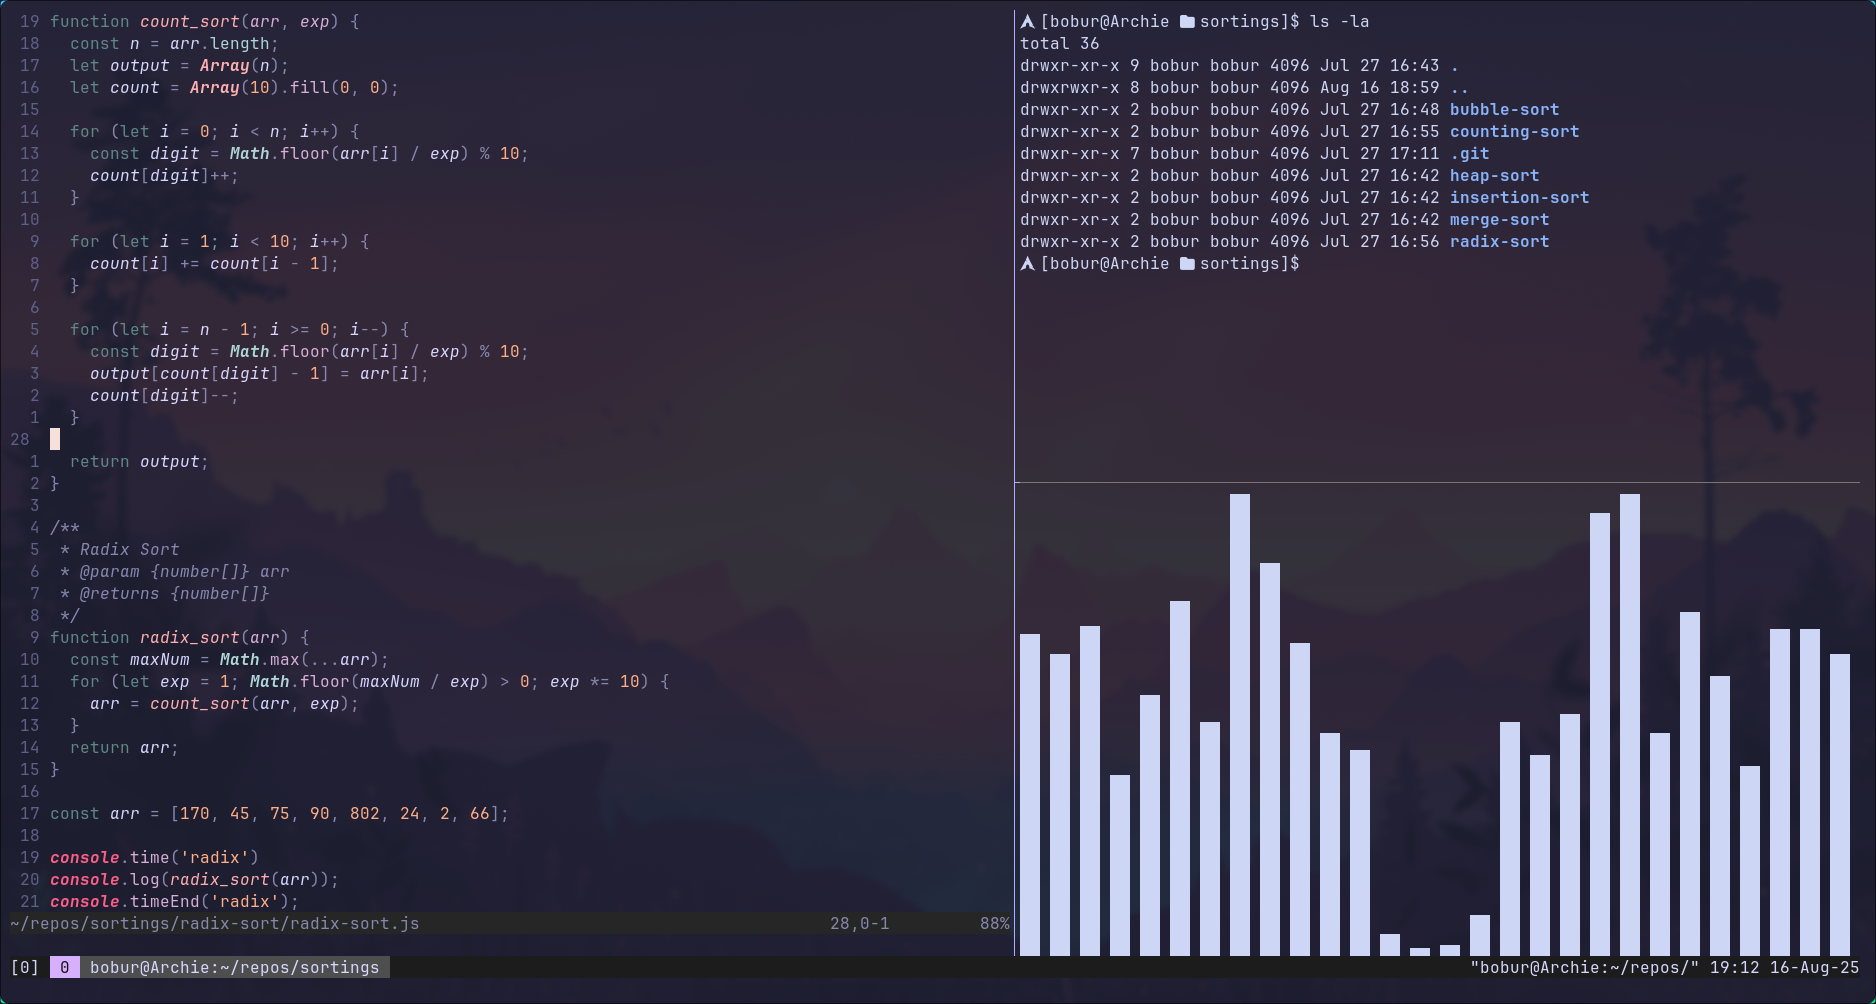 19 function count_sort(arr, exp) {
18   const n = arr.length;
17   let output = Array(n);
16   let count = Array(10).fill(0, 0);
15
14   for (let i = 0; i < n; i++) {
13     const digit = Math.floor(arr[i] / exp) % 10;
12     count[digit]++;
11   }
10
9   for (let i = 1; i < 10; i++) {
8     count[i] += count[i - 1];
7   }
6
5   for (let i = n - 1; i >= 0; i--) {
4     const digit = Math.floor(arr[i] / exp) % 10;
3     output[count[digit] - 1] = arr[i];
2     count[digit]--;
1   }
28
1   return output;
2 }
3
4 /**
5  * Radix Sort
6  * @param {number[]} arr
7  * @returns {number[]}
8  */
9 function radix_sort(arr) {
10   const maxNum = Math.max(...arr);
11   for (let exp = 1; Math.floor(maxNum / exp) > 0; exp *= 10) {
12     arr = count_sort(arr, exp);
13   }
14   return arr;
15 }
16
17 const arr = [170, 45, 75, 90, 802, 24, 2, 66];
18
19 console.time('radix')
20 console.log(radix_sort(arr));
21 console.timeEnd('radix');
~/repos/sortings/radix-sort/radix-sort.js 28,0-1 88%
[bobur@Archie sortings]$ ls -la
total 36
drwxr-xr-x 9 bobur bobur 4096 Jul 27 16:43 .
drwxrwxr-x 8 bobur bobur 4096 Aug 16 18:59 ..
drwxr-xr-x 2 bobur bobur 4096 Jul 27 16:48 bubble-sort
drwxr-xr-x 2 bobur bobur 4096 Jul 27 16:55 counting-sort
drwxr-xr-x 7 bobur bobur 4096 Jul 27 17:11 .git
drwxr-xr-x 2 bobur bobur 4096 Jul 27 16:42 heap-sort
drwxr-xr-x 2 bobur bobur 4096 Jul 27 16:42 insertion-sort
drwxr-xr-x 2 bobur bobur 4096 Jul 27 16:42 merge-sort
drwxr-xr-x 2 bobur bobur 4096 Jul 27 16:56 radix-sort
[bobur@Archie sortings]$
[0] 0 bobur@Archie:~/repos/sortings "bobur@Archie:~/repos/" 19:12 16-Aug-25